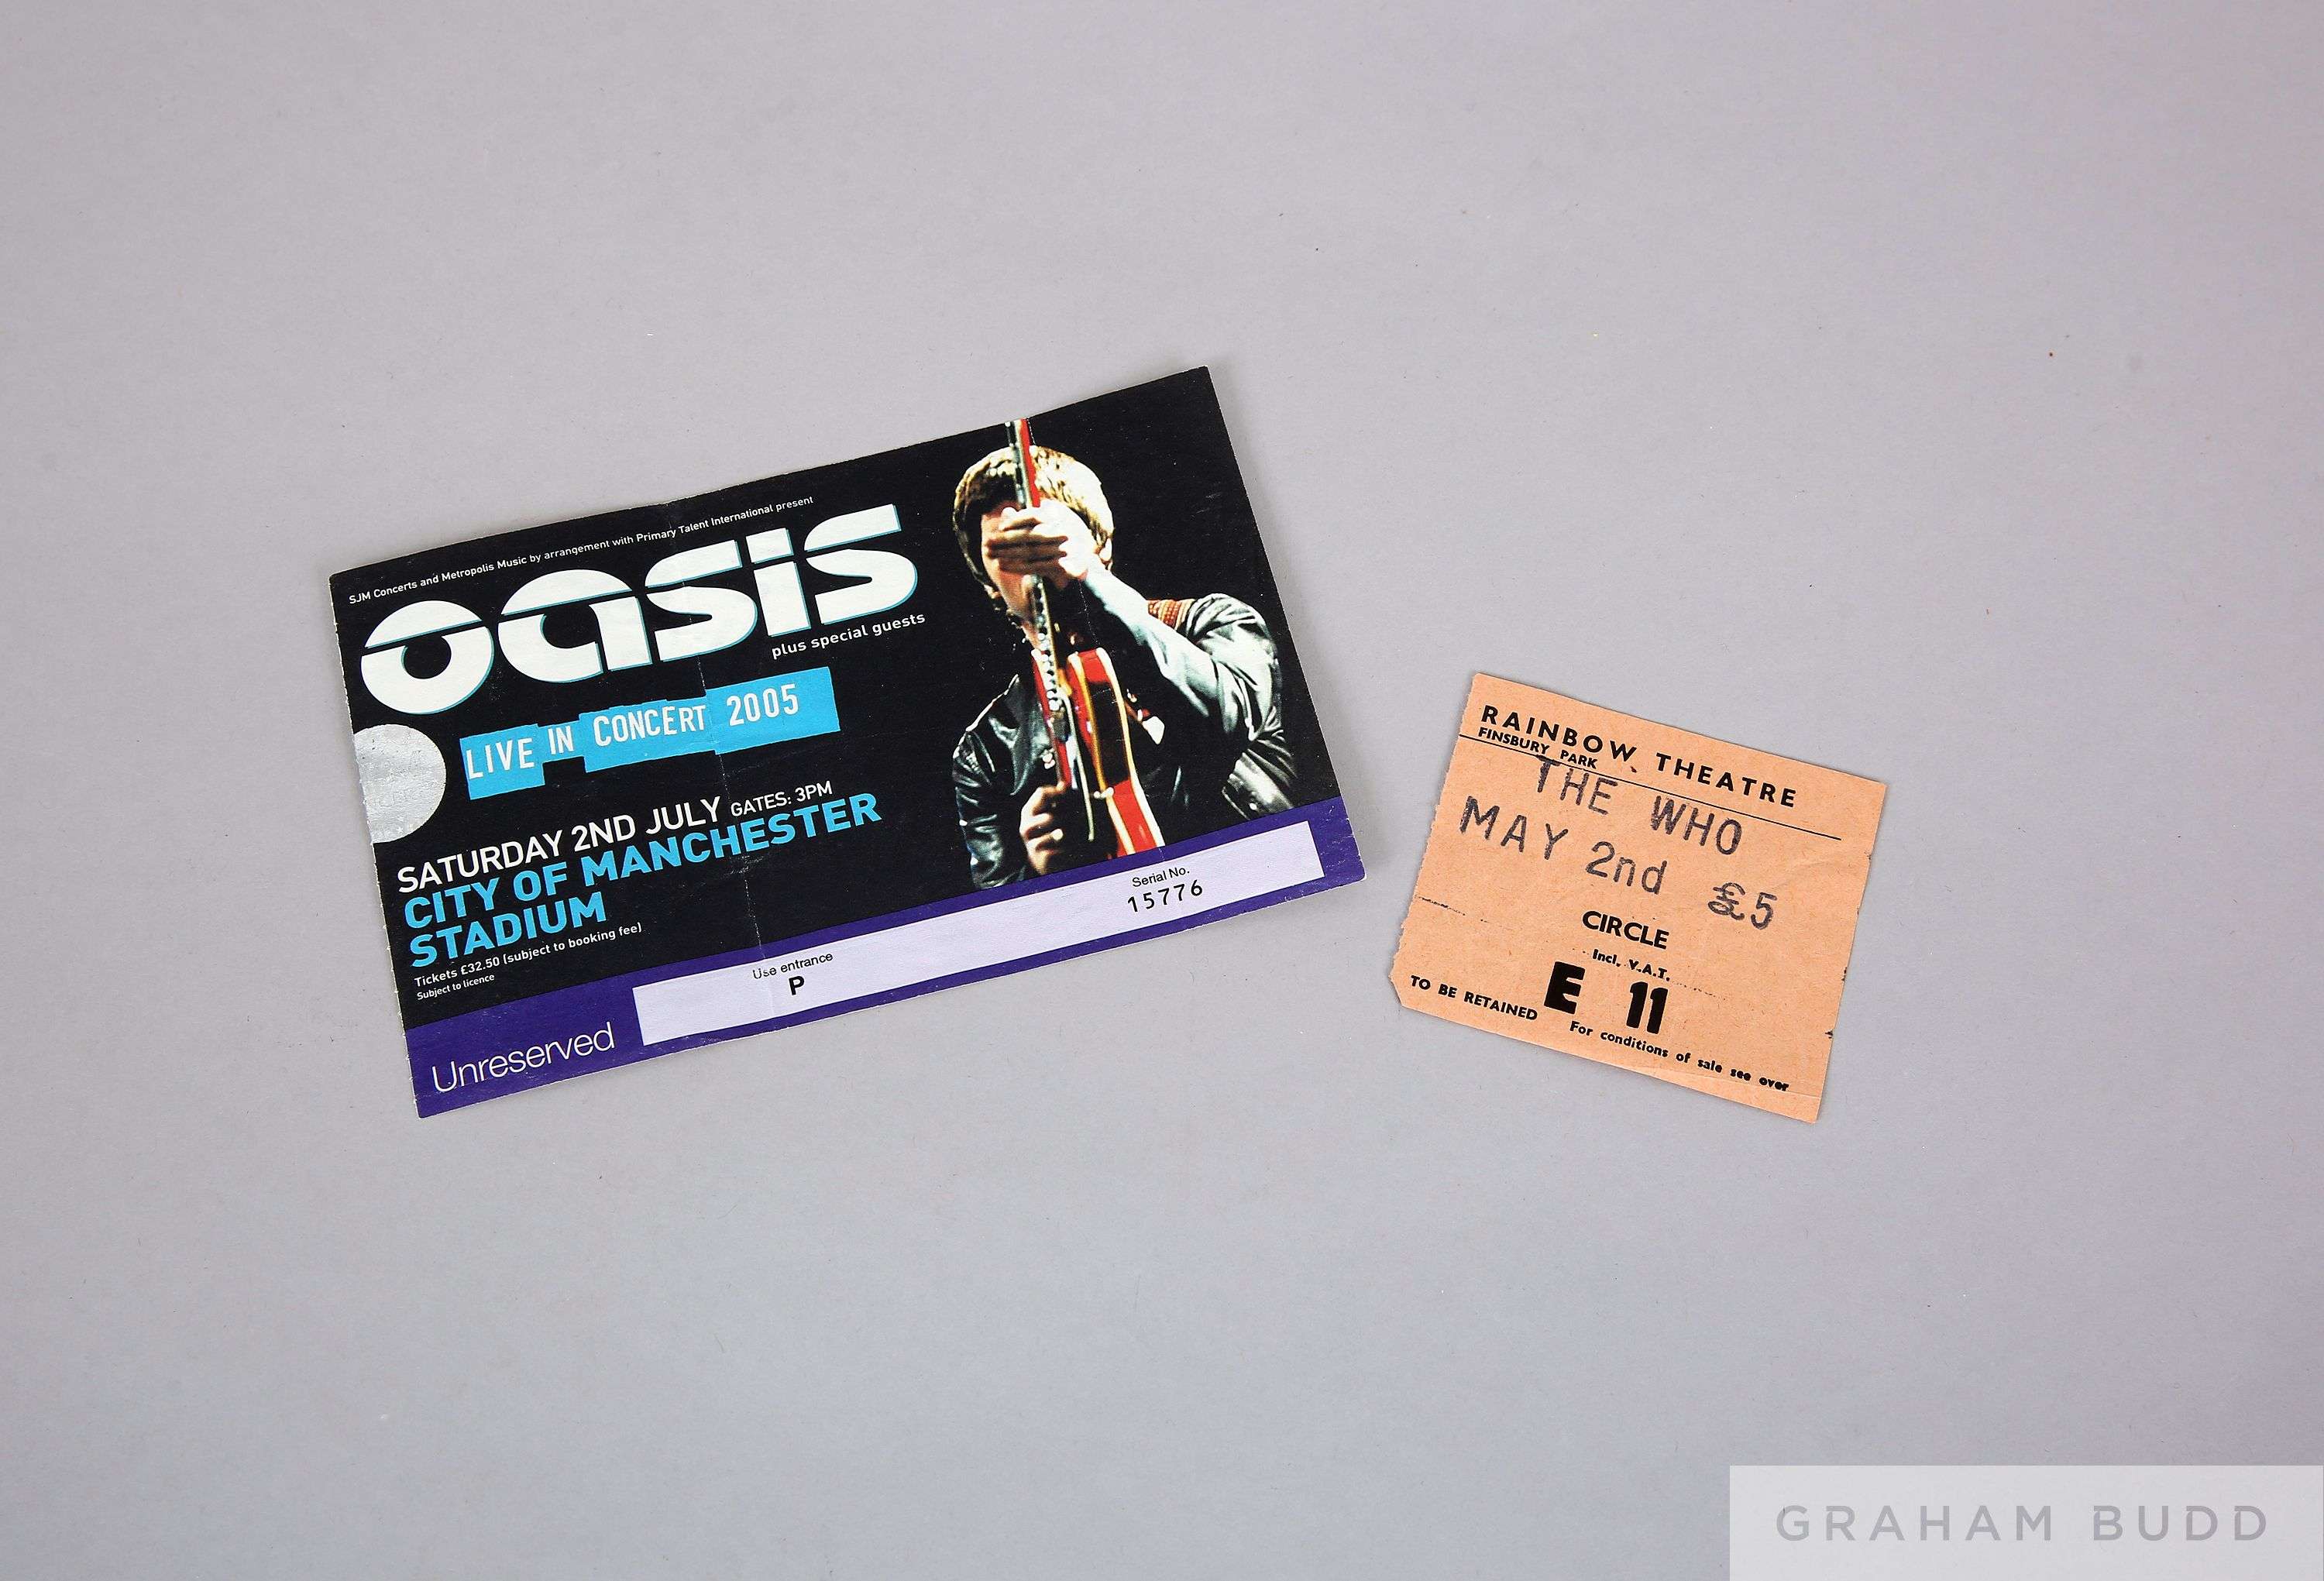 SJM Concerts and Metropolis Music by arrangement with Primary Talent International present
oasis
plus special guests
LIVE IN CONCERT 2005
SATURDAY 2ND JULY GATES: 3PM
CITY OF MANCHESTER
STADIUM
Tickets £32.50 (subject to booking fee)
Subject to licence
Unreserved
Use entrance
P
Serial No.
15776
RAINBOW THEATRE
FINSBURY PARK
THE WHO
MAY 2nd £5
CIRCLE
Incl. V.A.T.
TO BE RETAINED E 11
For conditions of sale see over
GRAHAM BUDD